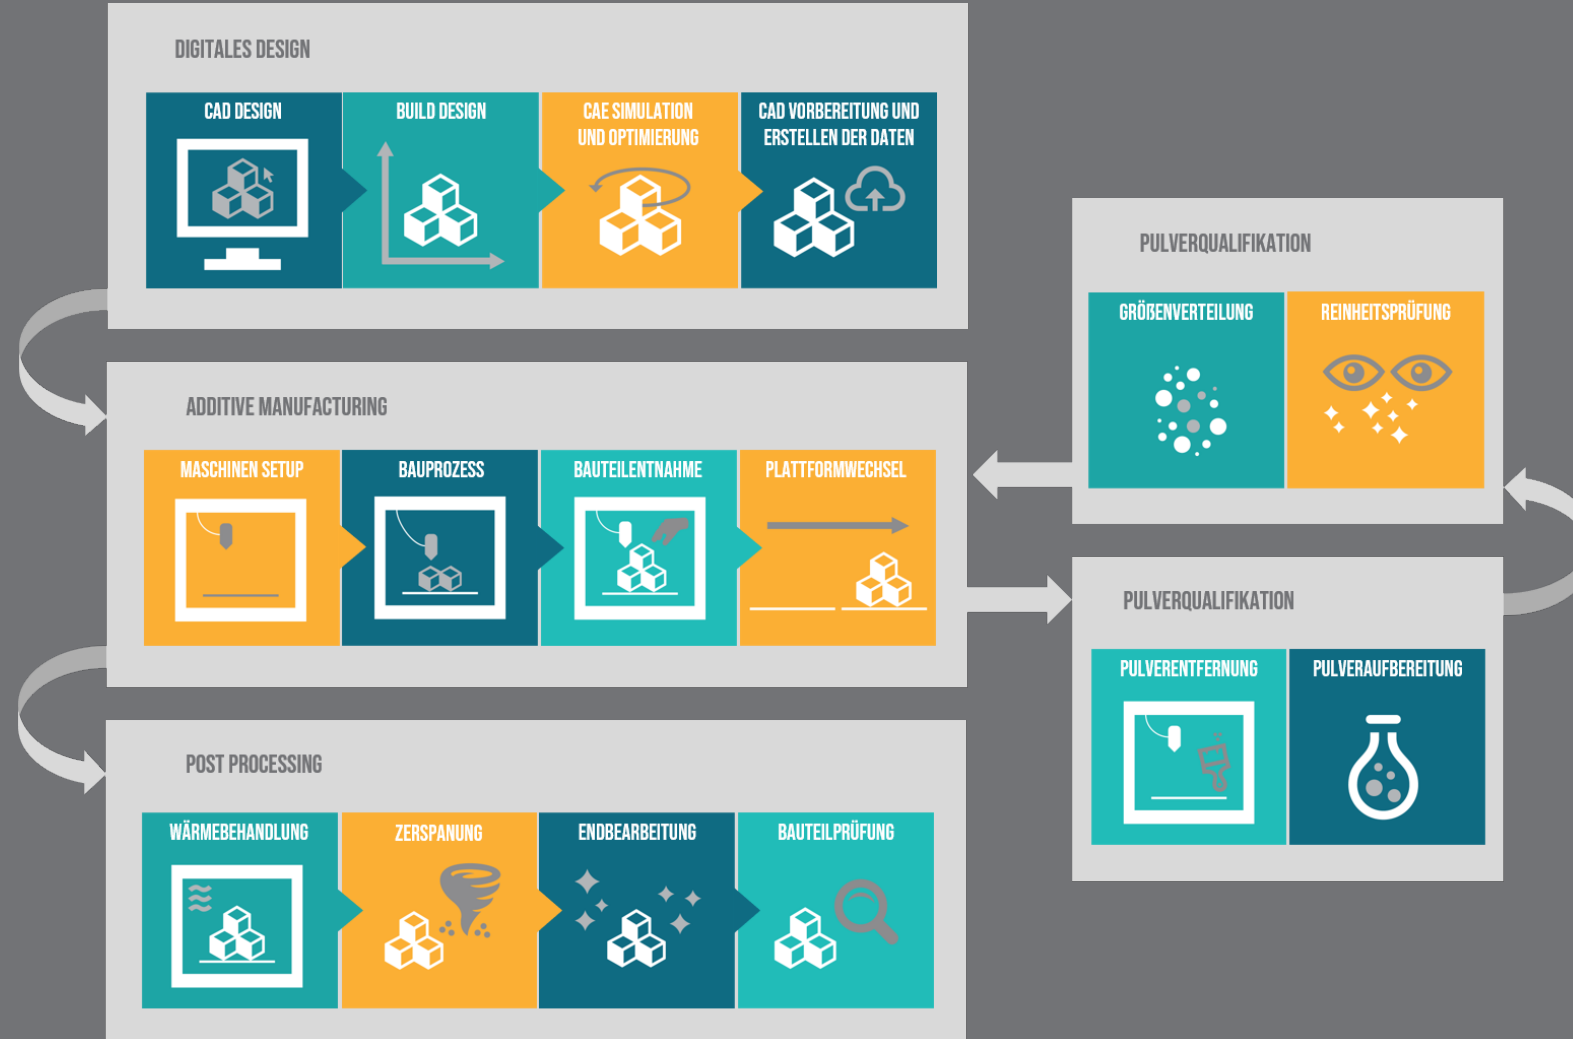 DIGITALES DESIGN
CAD DESIGN
BUILD DESIGN
CAE SIMULATION
UND OPTIMIERUNG
CAD VORBEREITUNG UND
ERSTELLEN DER DATEN
ADDITIVE MANUFACTURING
MASCHINEN SETUP
BAUPROZESS
BAUTEILENTNAHME
PLATTFORMWECHSEL
POST PROCESSING
WÄRMEBEHANDLUNG
ZERSPANUNG
ENDBEARBEITUNG
BAUTEILPRÜFUNG
PULVERQUALIFIKATION
GRÖßENVERTEILUNG
REINHEITSPRÜFUNG
PULVERQUALIFIKATION
PULVERENTFERNUNG
PULVERAUFBEREITUNG